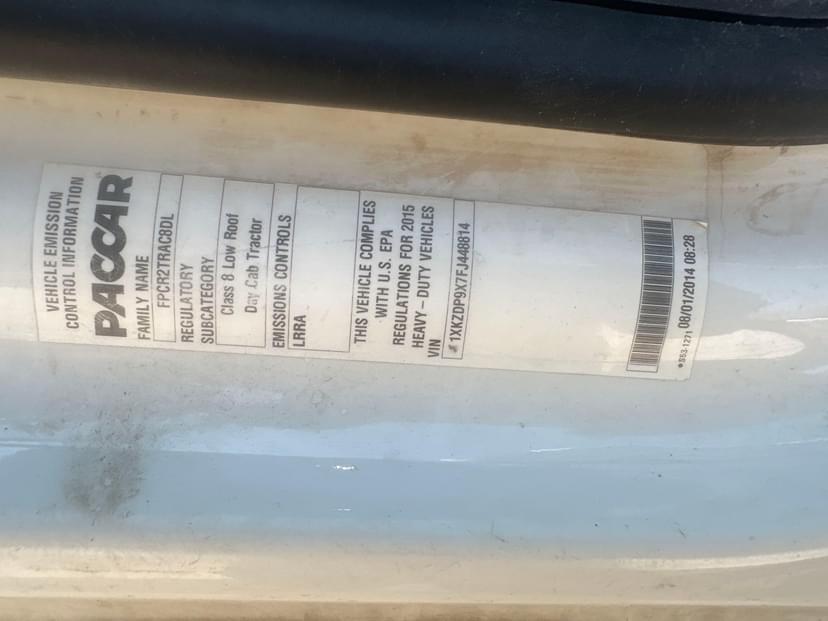 VEHICLE EMISSION
CONTROL INFORMATION
PACCAR®
FAMILY NAME
FPCR2TRAC8DL
REGULATORY
SUBCATEGORY
Class 8 Low Roof
Day Cab Tractor
EMISSIONS CONTROLS
LRRA
THIS VEHICLE COMPLIES
WITH U.S. EPA
REGULATIONS FOR 2015
HEAVY-DUTY VEHICLES
VIN
*1XKZDP9X7FJ448814
*S53-1271 08/01/2014 08:28